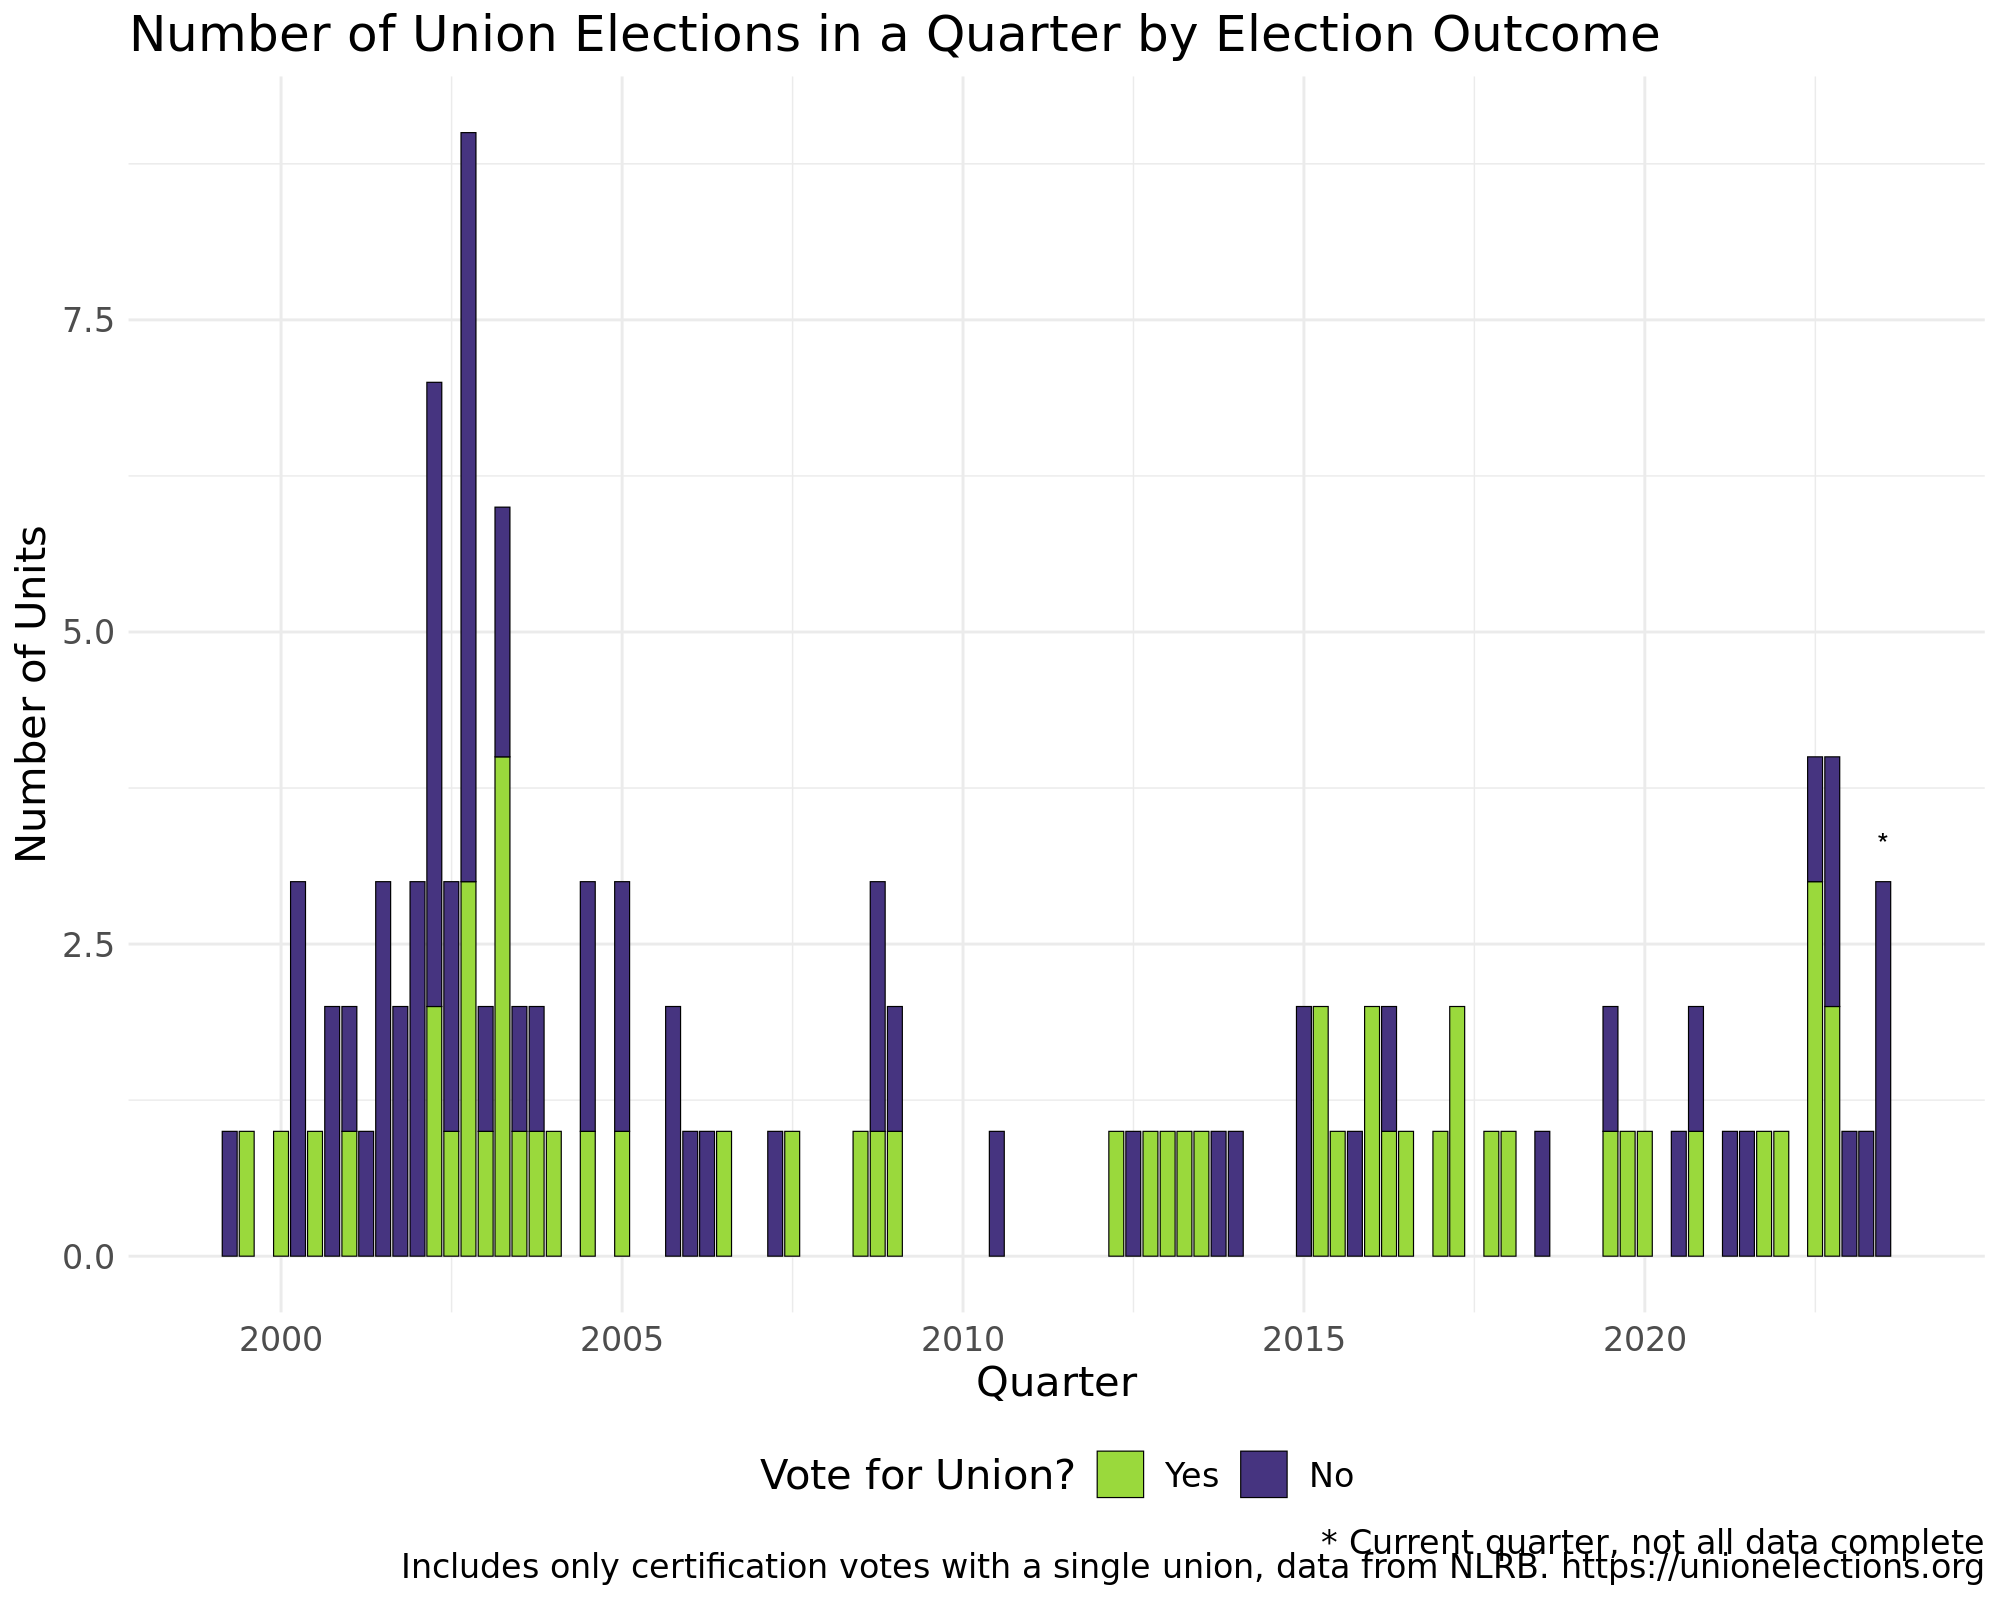 Number of Union Elections in a Quarter by Election Outcome
Number of Units
7.5
5.0
2.5
0.0
*
2000 2005 2010 2015 2020
Quarter
Vote for Union? Yes No
* Current quarter, not all data complete
Includes only certification votes with a single union, data from NLRB. https://unionelections.org